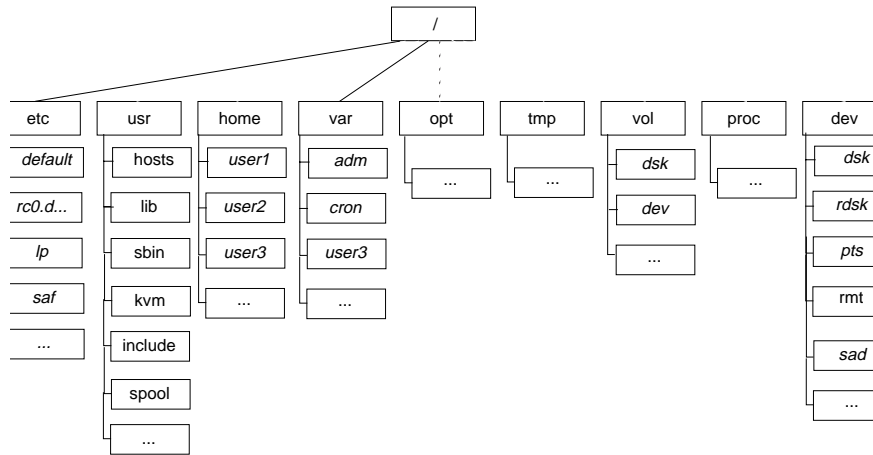 /
etc usr home var opt tmp vol proc dev
default hosts user1 adm ... ... dsk ... dsk
rc0.d... lib user2 cron dev rdsk
lp sbin user3 user3 ... pts
saf kvm ... ... rmt
... include sad
spool ...
...